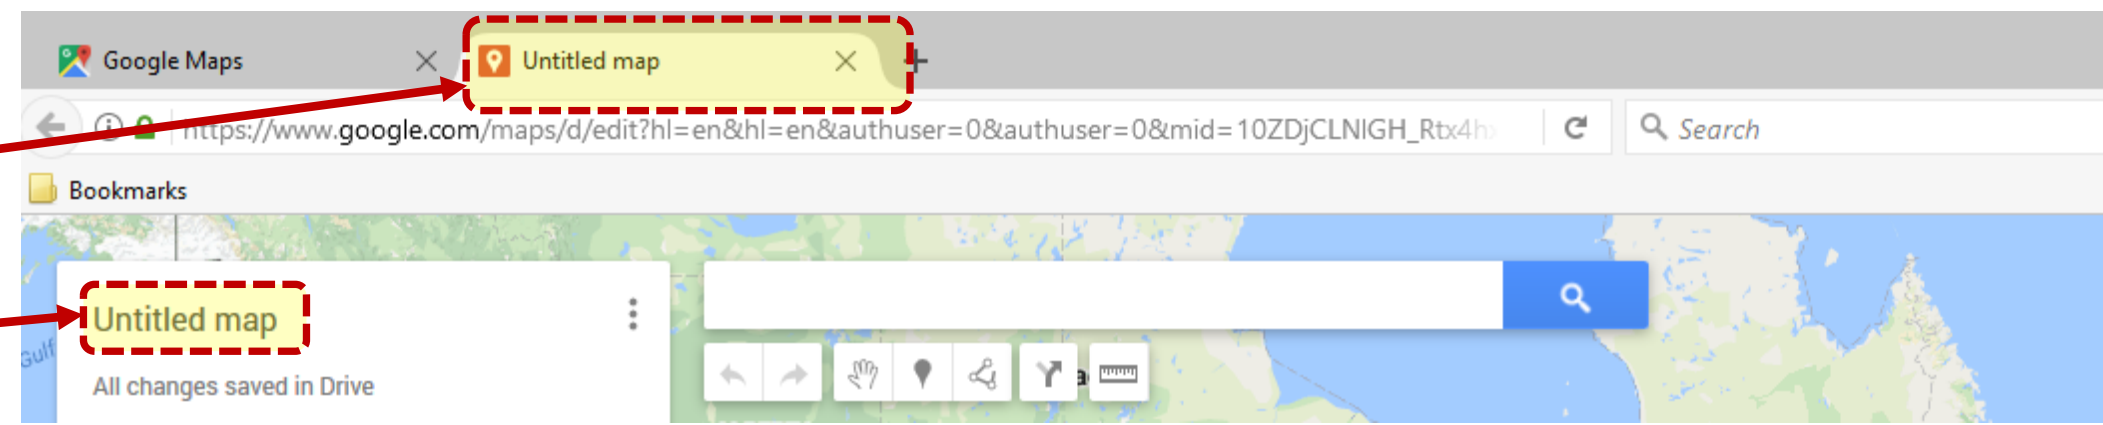 Google Maps
Untitled map
https://www.google.com/maps/d/edit?hl=en&hl=en&authuser=0&authuser=0&mid=10ZDjCLNIGH_Rtx4h
Search
Bookmarks
Untitled map
Gulf
All changes saved in Drive